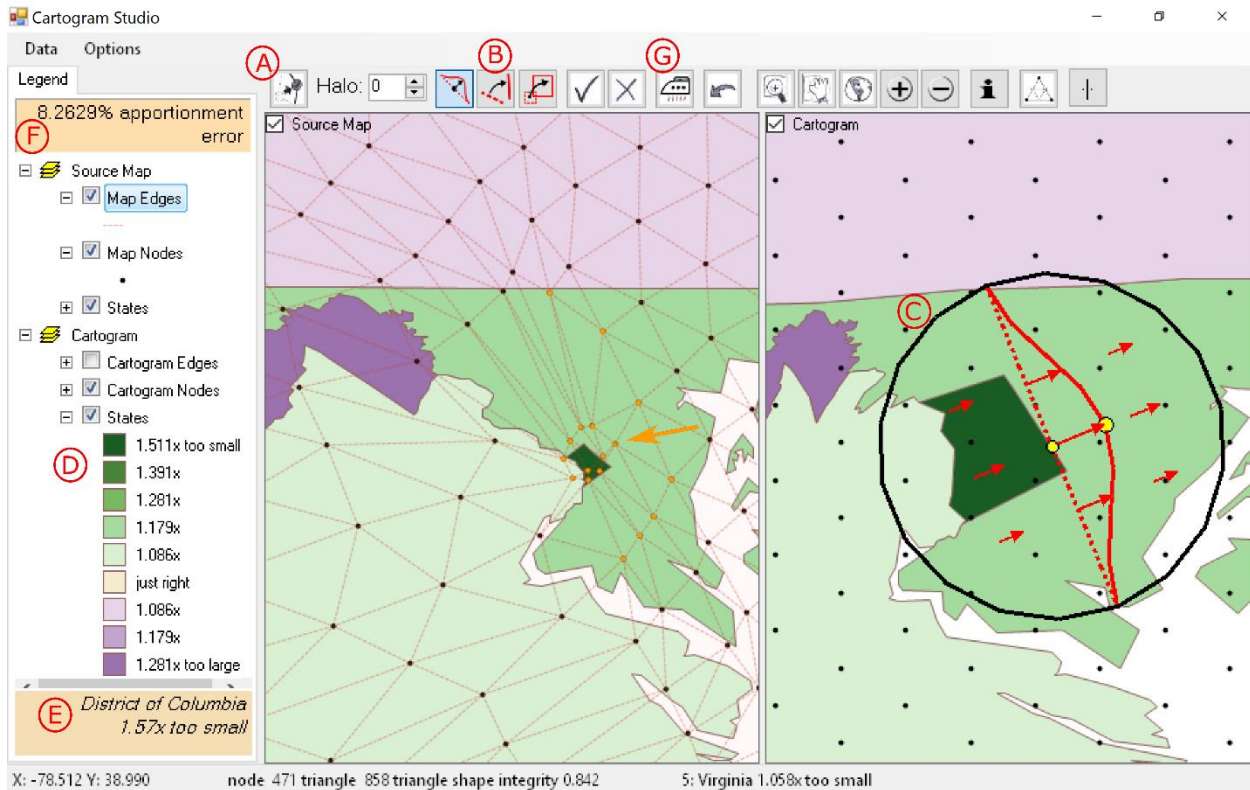 Cartogram Studio
Data Options
Legend
A
Halo: 0
B
G
8.2629% apportionment
error
F
Source Map
Map Edges
Map Nodes
States
Cartogram
Cartogram Edges
Cartogram Nodes
States
1.511x too small
1.391x
1.281x
1.179x
1.086x
just right
1.086x
1.179x
1.281x too large
D
District of Columbia
1.57x too small
E
Source Map
Cartogram
C
X: -78.512 Y: 38.990 node 471 triangle 858 triangle shape integrity 0.842 5: Virginia 1.058x too small